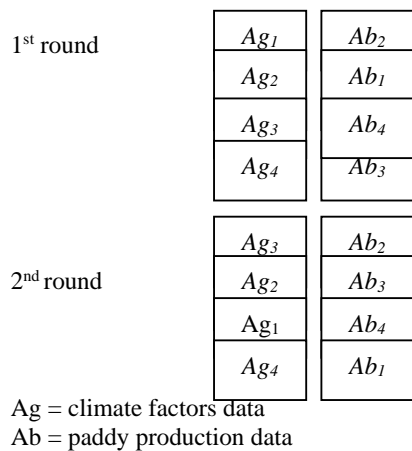 1st round
Ag1 Ab2
Ag2 Ab1
Ag3 Ab4
Ag4 Ab3
2nd round
Ag3 Ab2
Ag2 Ab3
Ag1 Ab4
Ag4 Ab1
Ag = climate factors data
Ab = paddy production data